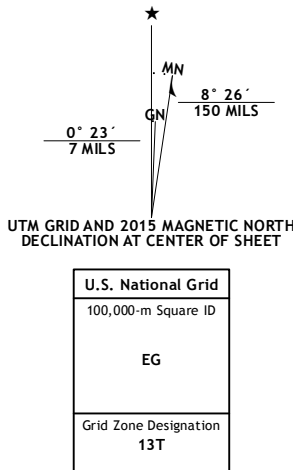 ★
MN
8° 26´
150 MILS
GN
0° 23´
7 MILS
UTM GRID AND 2015 MAGNETIC NORTH
DECLINATION AT CENTER OF SHEET
U.S. National Grid
100,000-m Square ID
EG
Grid Zone Designation
13T